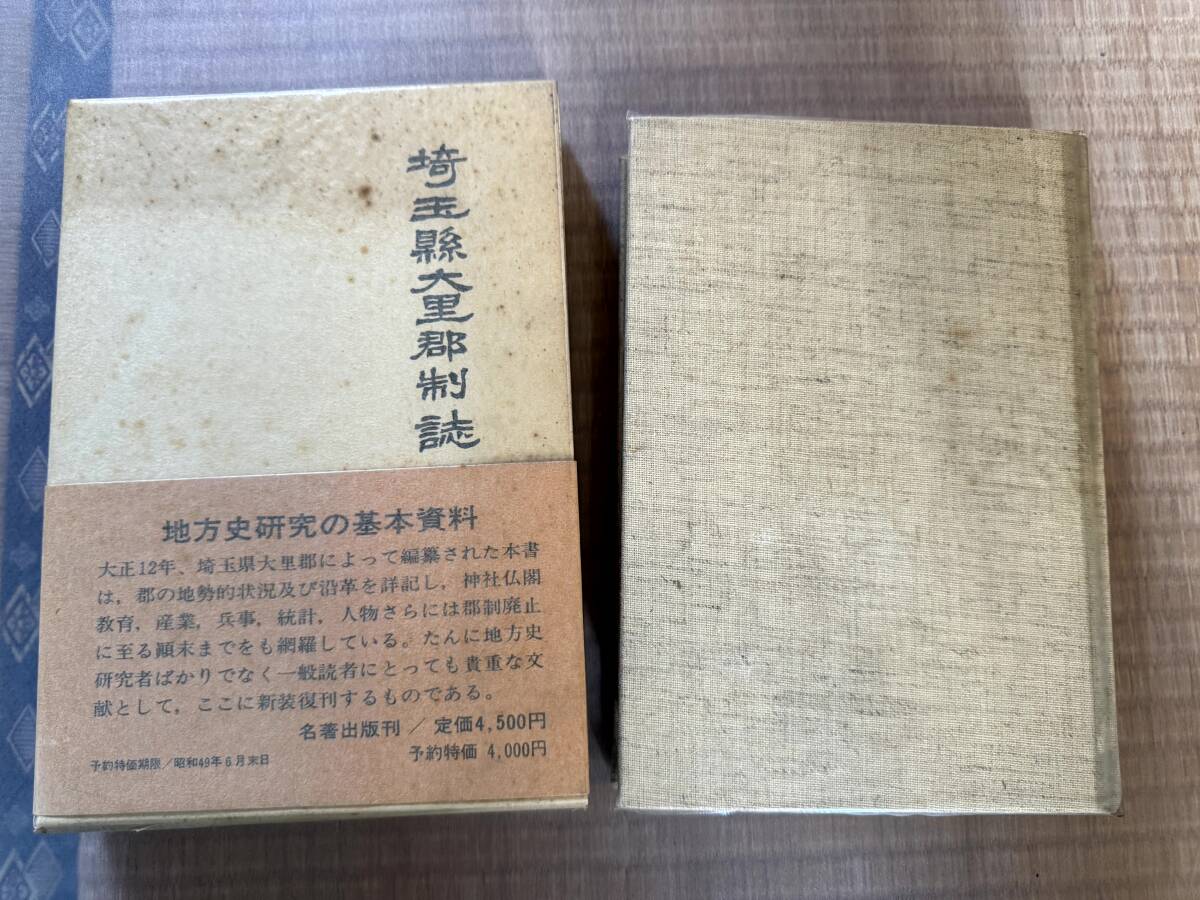 埼玉縣大里郡制誌
地方史研究の基本資料
大正12年、埼玉県大里郡によって編纂された本書
は，郡の地勢的状況及び沿革を詳記し，神社仏閣
教育，産業，兵事，統計，人物さらには郡制廃止
に至る顚末までをも網羅している。たんに地方史
研究者ばかりでなく一般読者にとっても貴重な文
献として，ここに新装復刊するものである。
名著出版刊／定価4,500円
予約特価 4,000円
予約特価期限／昭和49年6月末日